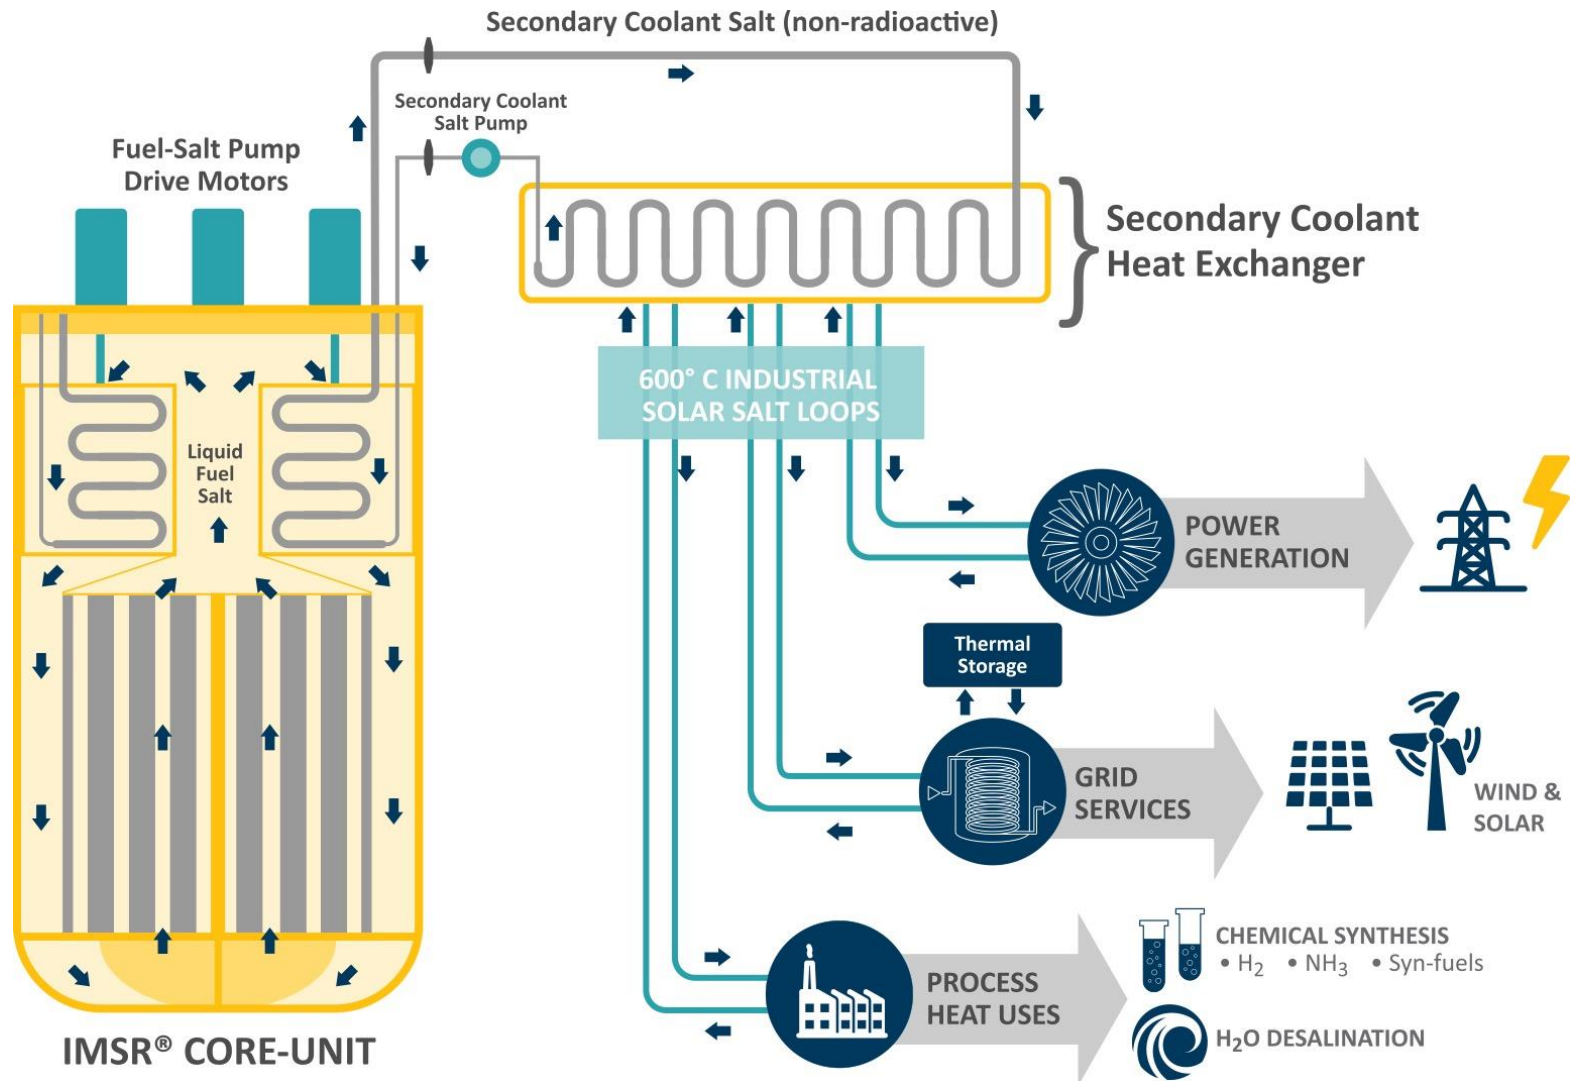 Secondary Coolant Salt (non-radioactive)
Secondary Coolant
Salt Pump
Fuel-Salt Pump
Drive Motors
Secondary Coolant
Heat Exchanger
600° C INDUSTRIAL
SOLAR SALT LOOPS
Liquid
Fuel
Salt
POWER
GENERATION
Thermal
Storage
GRID
SERVICES
WIND &
SOLAR
PROCESS
HEAT USES
CHEMICAL SYNTHESIS
• H₂ • NH₃ • Syn-fuels
H₂O DESALINATION
IMSR® CORE-UNIT